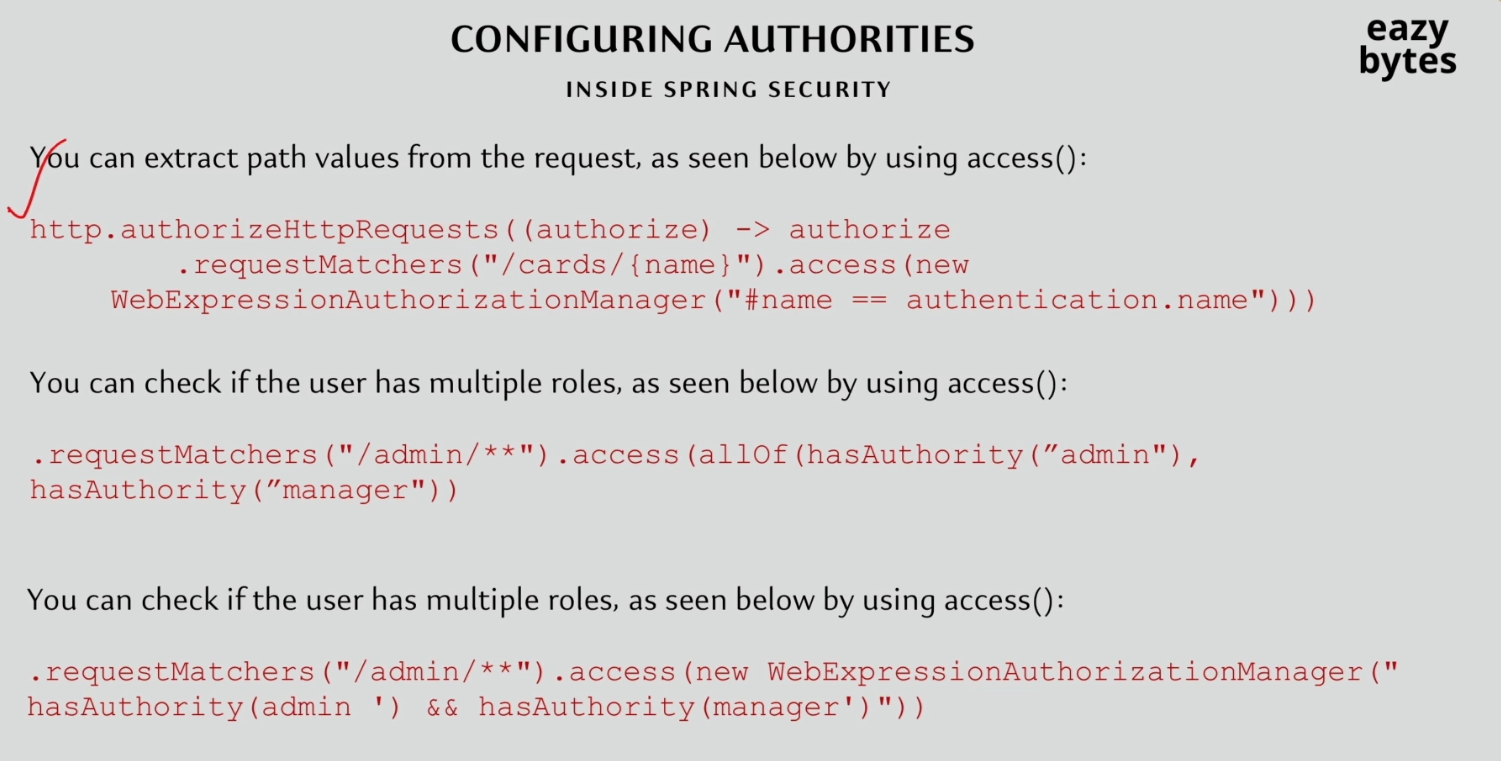 CONFIGURING AUTHORITIES
eazy
bytes
INSIDE SPRING SECURITY
You can extract path values from the request, as seen below by using access():
http.authorizeHttpRequests((authorize) -> authorize
.requestMatchers("/cards/{name}").access(new
WebExpressionAuthorizationManager("#name == authentication.name")))
You can check if the user has multiple roles, as seen below by using access():
.requestMatchers("/admin/**").access(allOf(hasAuthority(”admin"),
hasAuthority(”manager"))
You can check if the user has multiple roles, as seen below by using access():
.requestMatchers("/admin/**").access(new WebExpressionAuthorizationManager("
hasAuthority(admin ') && hasAuthority(manager')"))